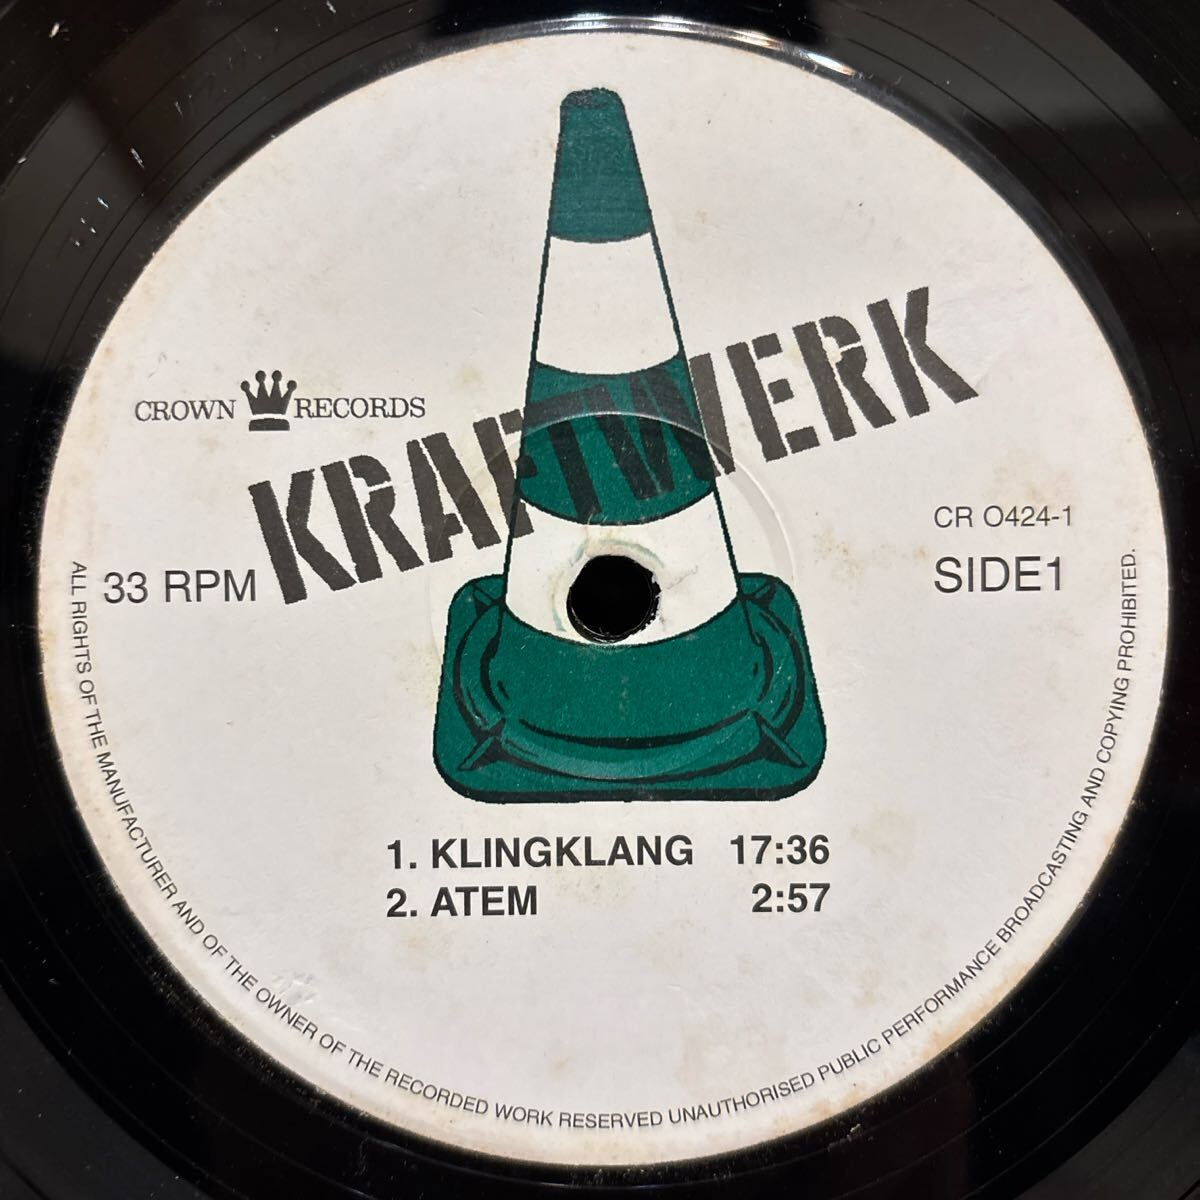 CROWN RECORDS
KRAFTWERK
CR O424-1
33 RPM
SIDE1
1. KLINGKLANG 17:36
2. ATEM 2:57
ALL RIGHTS OF THE MANUFACTURER AND OF THE OWNER OF THE RECORDED WORK RESERVED UNAUTHORISED PUBLIC PERFORMANCE BROADCASTING AND COPYING PROHIBITED.